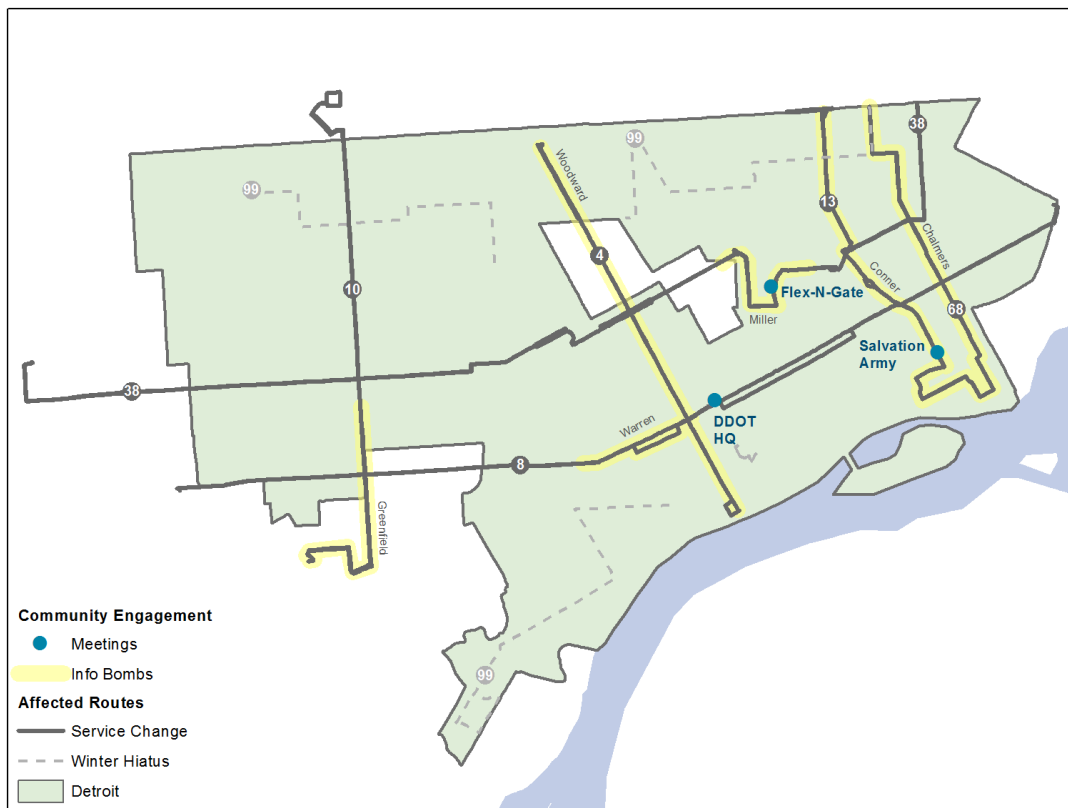 99
38
99
Woodward
13
4
Chalmers
Conner
10
Flex-N-Gate
68
Miller
Salvation
Army
38
DDOT
HQ
Warren
8
Greenfield
Community Engagement
Meetings
Info Bombs
99
Affected Routes
Service Change
Winter Hiatus
Detroit